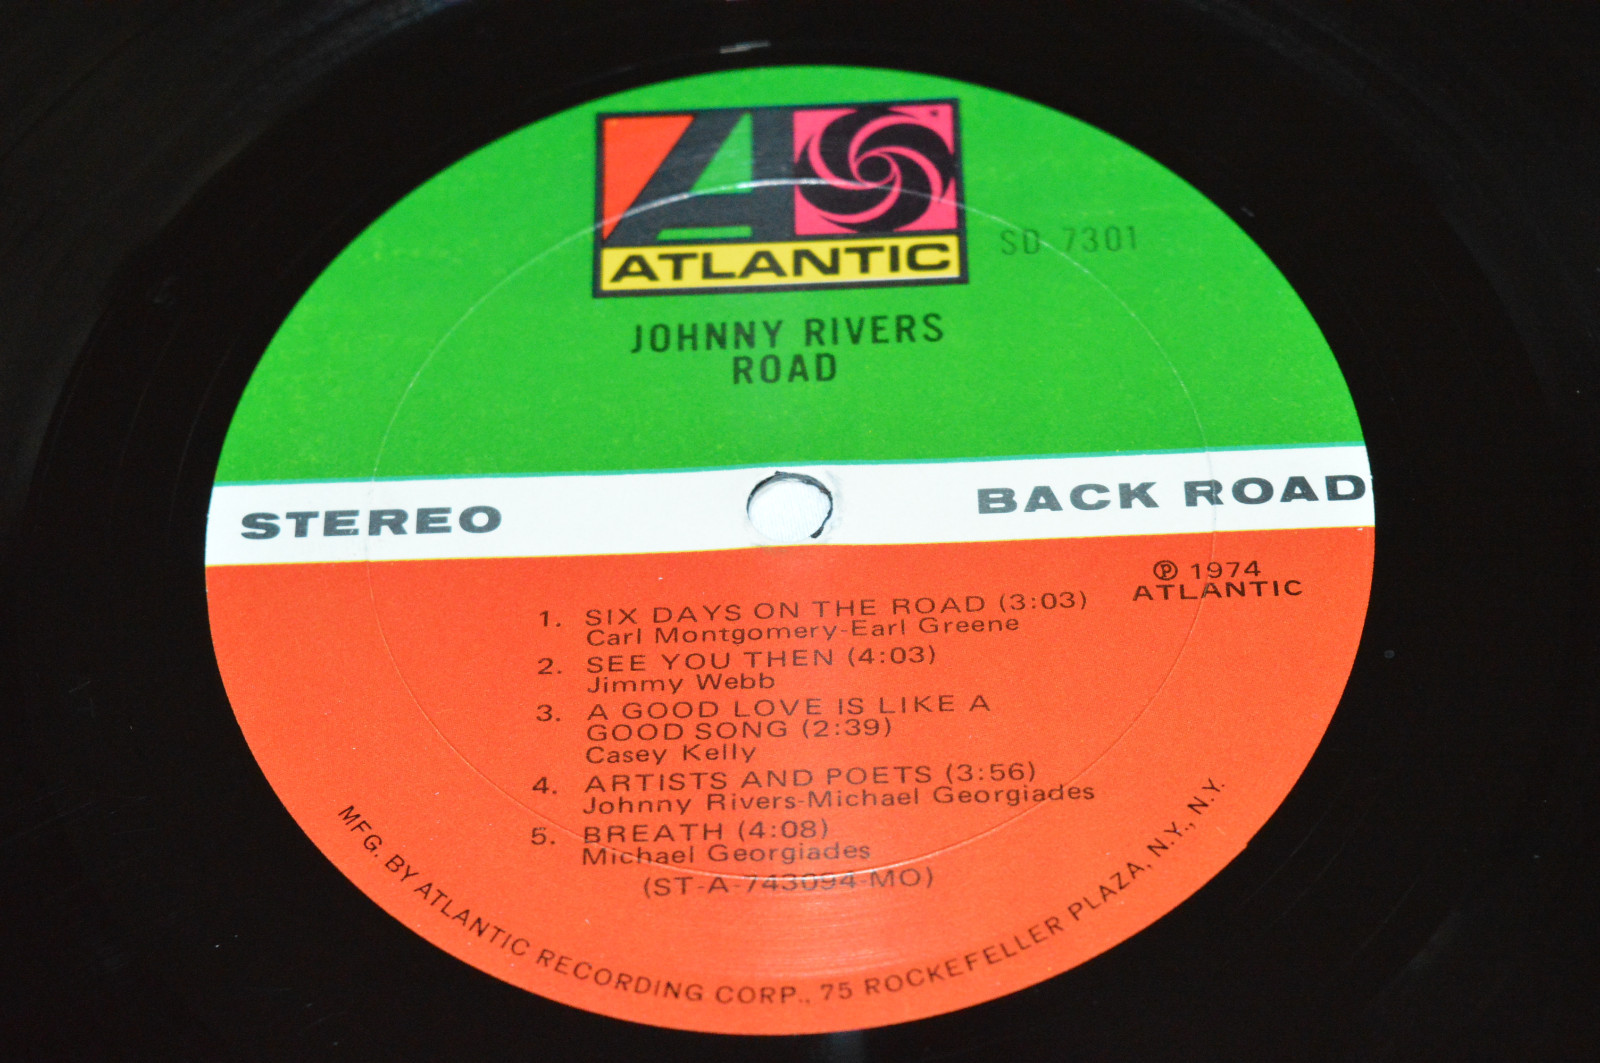 ATLANTIC
SD 7301
JOHNNY RIVERS
ROAD
STEREO
BACK ROAD
℗ 1974
ATLANTIC
1. SIX DAYS ON THE ROAD (3:03)
Carl Montgomery-Earl Greene
2. SEE YOU THEN (4:03)
Jimmy Webb
3. A GOOD LOVE IS LIKE A
GOOD SONG (2:39)
Casey Kelly
4. ARTISTS AND POETS (3:56)
Johnny Rivers-Michael Georgiades
5. BREATH (4:08)
Michael Georgiades
(ST-A-743094-MO)
MFG. BY ATLANTIC RECORDING CORP., 75 ROCKEFELLER PLAZA, N.Y., N.Y.